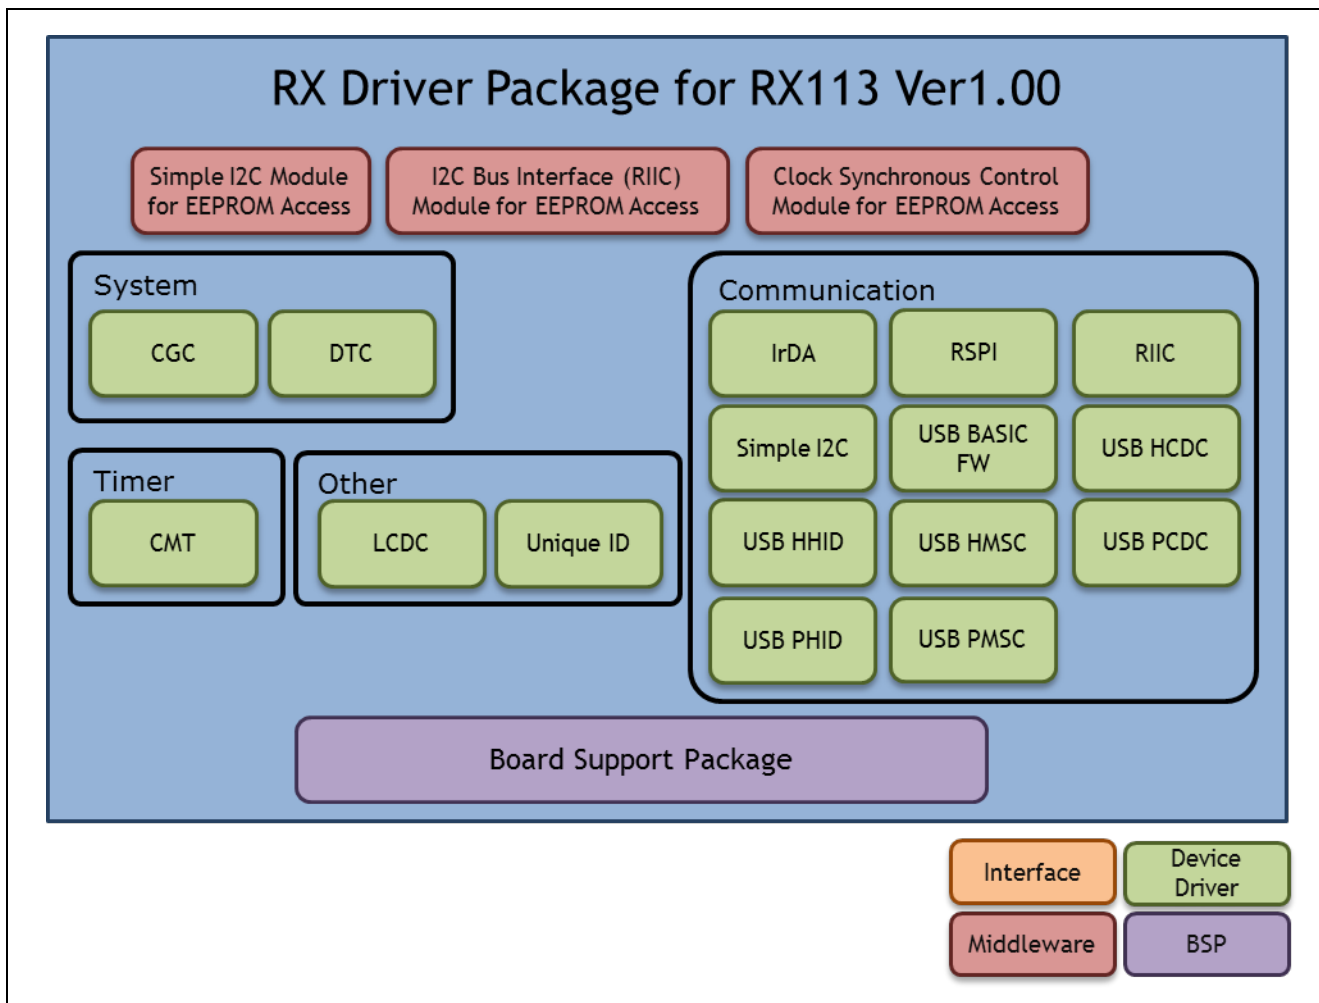 RX Driver Package for RX113 Ver1.00
Simple I2C Module
for EEPROM Access
I2C Bus Interface (RIIC)
Module for EEPROM Access
Clock Synchronous Control
Module for EEPROM Access
System
CGC
DTC
Timer
CMT
Other
LCDC
Unique ID
Communication
IrDA
RSPI
RIIC
Simple I2C
USB BASIC
FW
USB HCDC
USB HHID
USB HMSC
USB PCDC
USB PHID
USB PMSC
Board Support Package
Interface
Device
Driver
Middleware
BSP